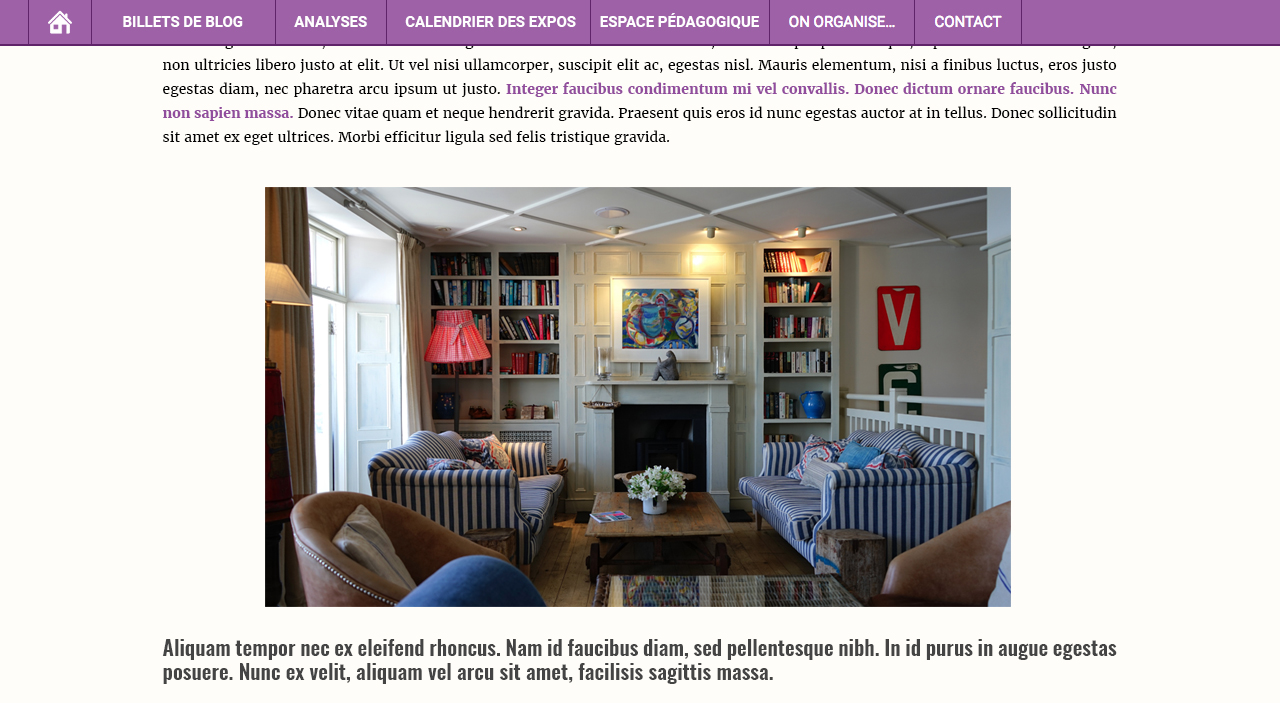 BILLETS DE BLOG ANALYSES CALENDRIER DES EXPOS ESPACE PÉDAGOGIQUE ON ORGANISE... CONTACT
non ultricies libero justo at elit. Ut vel nisi ullamcorper, suscipit elit ac, egestas nisl. Mauris elementum, nisi a finibus luctus, eros justo
egestas diam, nec pharetra arcu ipsum ut justo. Integer faucibus condimentum mi vel convallis. Donec dictum ornare faucibus. Nunc
non sapien massa. Donec vitae quam et neque hendrerit gravida. Praesent quis eros id nunc egestas auctor at in tellus. Donec sollicitudin
sit amet ex eget ultrices. Morbi efficitur ligula sed felis tristique gravida.
V
Aliquam tempor nec ex eleifend rhoncus. Nam id faucibus diam, sed pellentesque nibh. In id purus in augue egestas
posuere. Nunc ex velit, aliquam vel arcu sit amet, facilisis sagittis massa.